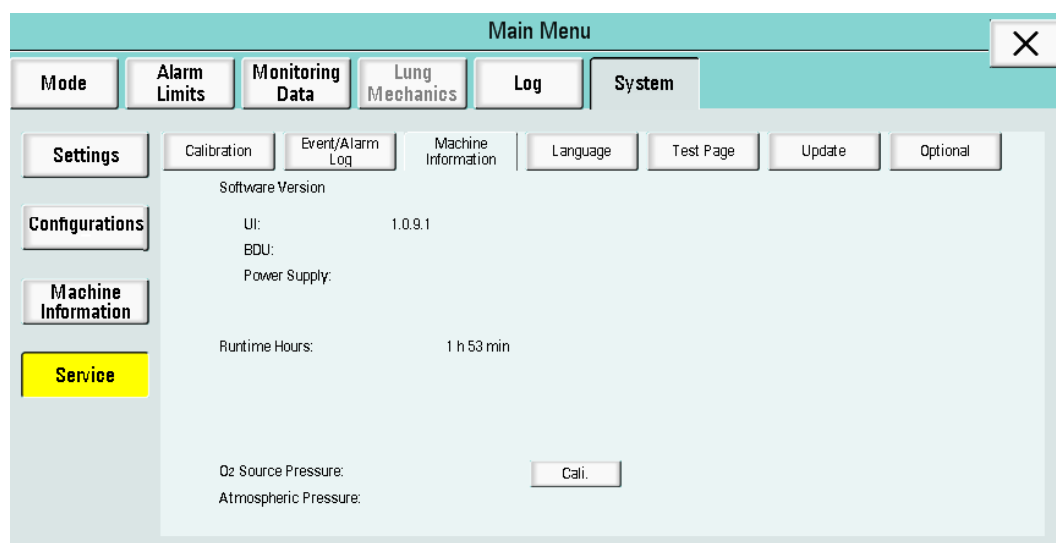 Main Menu
Mode
Alarm
Limits
Monitoring
Data
Lung
Mechanics
Log
System
Settings
Configurations
Machine
Information
Service
Calibration
Event/Alarm
Log
Machine
Information
Language
Test Page
Update
Optional
Software Version
UI: 1.0.9.1
BDU:
Power Supply:
Runtime Hours: 1 h 53 min
O2 Source Pressure: Cali.
Atmospheric Pressure: